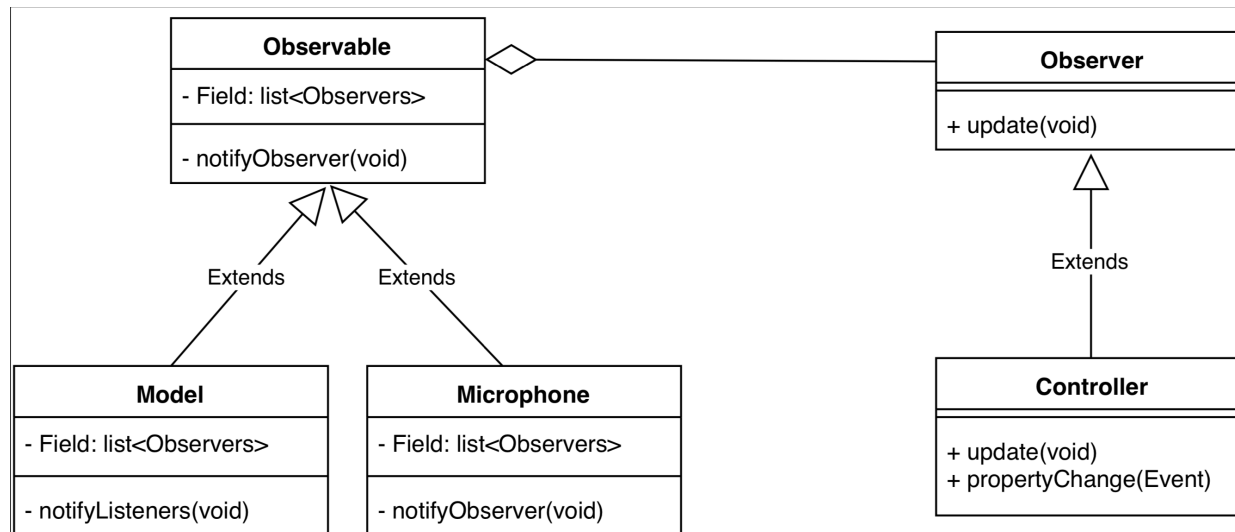 Observable
- Field: list<Observers>
- notifyObserver(void)
Observer
+ update(void)
Extends
Extends
Extends
Model
- Field: list<Observers>
- notifyListeners(void)
Microphone
- Field: list<Observers>
- notifyObserver(void)
Controller
+ update(void)
+ propertyChange(Event)